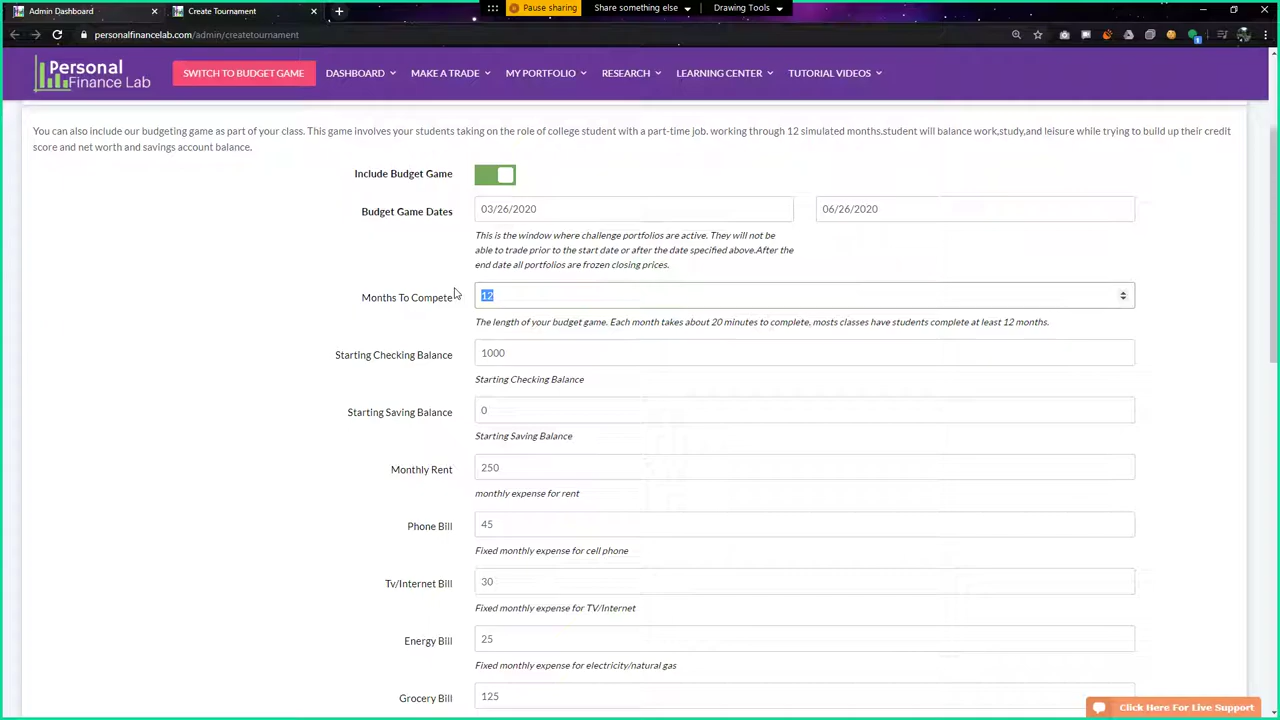 Admin Dashboard
Create Tournament
Pause sharing
Share something else
Drawing Tools
personalfinancelab.com/admin/createtournament
Personal
Finance Lab
SWITCH TO BUDGET GAME
DASHBOARD
MAKE A TRADE
MY PORTFOLIO
RESEARCH
LEARNING CENTER
TUTORIAL VIDEOS
You can also include our budgeting game as part of your class. This game involves your students taking on the role of college student with a part-time job. working through 12 simulated months.student will balance work,study,and leisure while trying to build up their credit
score and net worth and savings account balance.
Include Budget Game
Budget Game Dates
03/26/2020
06/26/2020
This is the window where challenge portfolios are active. They will not be
able to trade prior to the start date or after the date specified above.After the
end date all portfolios are frozen closing prices.
Months To Compete
12
The length of your budget game. Each month takes about 20 minutes to complete, mosts classes have students complete at least 12 months.
Starting Checking Balance
1000
Starting Checking Balance
Starting Saving Balance
0
Starting Saving Balance
Monthly Rent
250
monthly expense for rent
Phone Bill
45
Fixed monthly expense for cell phone
Tv/Internet Bill
30
Fixed monthly expense for TV/Internet
Energy Bill
25
Fixed monthly expense for electricity/natural gas
Grocery Bill
125
Click Here For Live Support